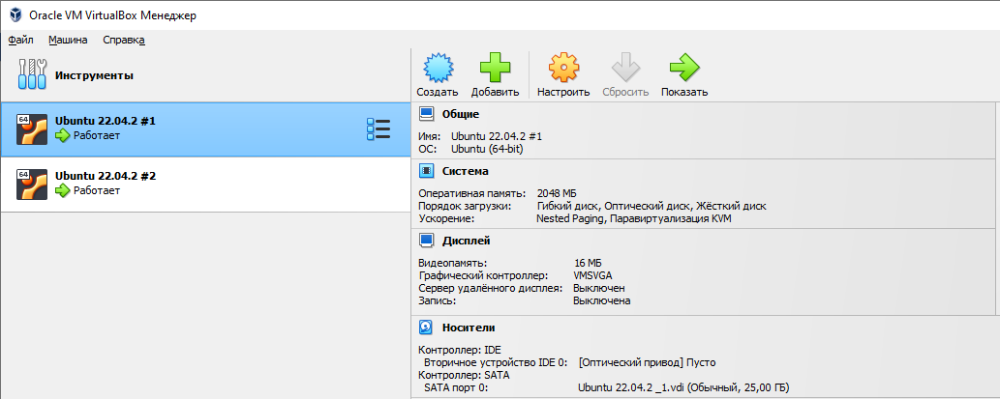 Oracle VM VirtualBox Менеджер
Файл Машина Справка
Инструменты
64
Ubuntu 22.04.2 #1
Работает
64
Ubuntu 22.04.2 #2
Работает
Создать Добавить Настроить Сбросить Показать
Общие
Имя: Ubuntu 22.04.2 #1
ОС: Ubuntu (64-bit)
Система
Оперативная память: 2048 МБ
Порядок загрузки: Гибкий диск, Оптический диск, Жёсткий диск
Ускорение: Nested Paging, Паравиртуализация KVM
Дисплей
Видеопамять: 16 МБ
Графический контроллер: VMSVGA
Сервер удалённого дисплея: Выключен
Запись: Выключена
Носители
Контроллер: IDE
Вторичное устройство IDE 0: [Оптический привод] Пусто
Контроллер: SATA
SATA порт 0: Ubuntu 22.04.2 _1.vdi (Обычный, 25,00 ГБ)